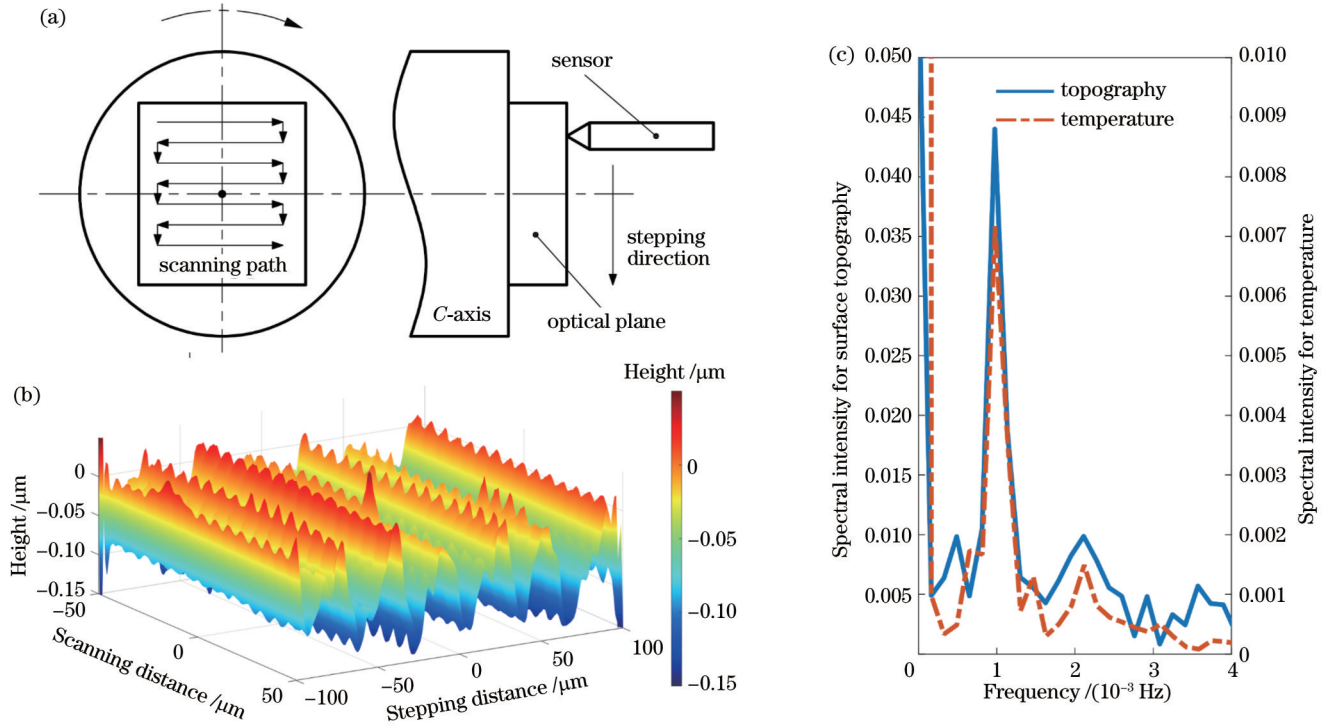 (a)
sensor
stepping
direction
scanning path
C-axis
optical plane
(b)
Height /μm
0
−0.05
−0.10
−0.15
Height /μm
0
−0.05
−0.10
−0.15
−50
0
50
Scanning distance /μm
−100
−50
0
50
100
Stepping distance /μm
(c)
topography
temperature
Spectral intensity for surface topography
0.050
0.045
0.040
0.035
0.030
0.025
0.020
0.015
0.010
0.005
0
1
2
3
4
Frequency /(10⁻³ Hz)
0.010
0.009
0.008
0.007
0.006
0.005
0.004
0.003
0.002
0.001
0
Spectral intensity for temperature